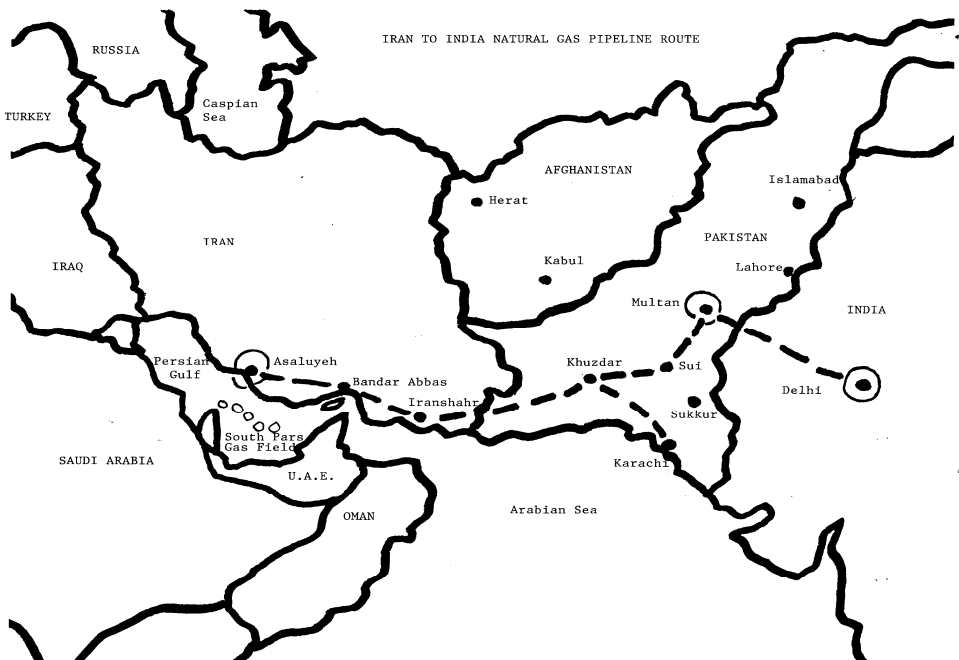 IRAN TO INDIA NATURAL GAS PIPELINE ROUTE
RUSSIA
Caspian
Sea
TURKEY
AFGHANISTAN
Islamabad
Herat
IRAN
PAKISTAN
IRAQ
Kabul
Lahore
Multan
INDIA
Persian
Gulf
Asaluyeh
Khuzdar
Sui
Bandar Abbas
Delhi
Iranshahr
Sukkur
South Pars
Gas Field
SAUDI ARABIA
Karachi
U.A.E.
OMAN
Arabian Sea